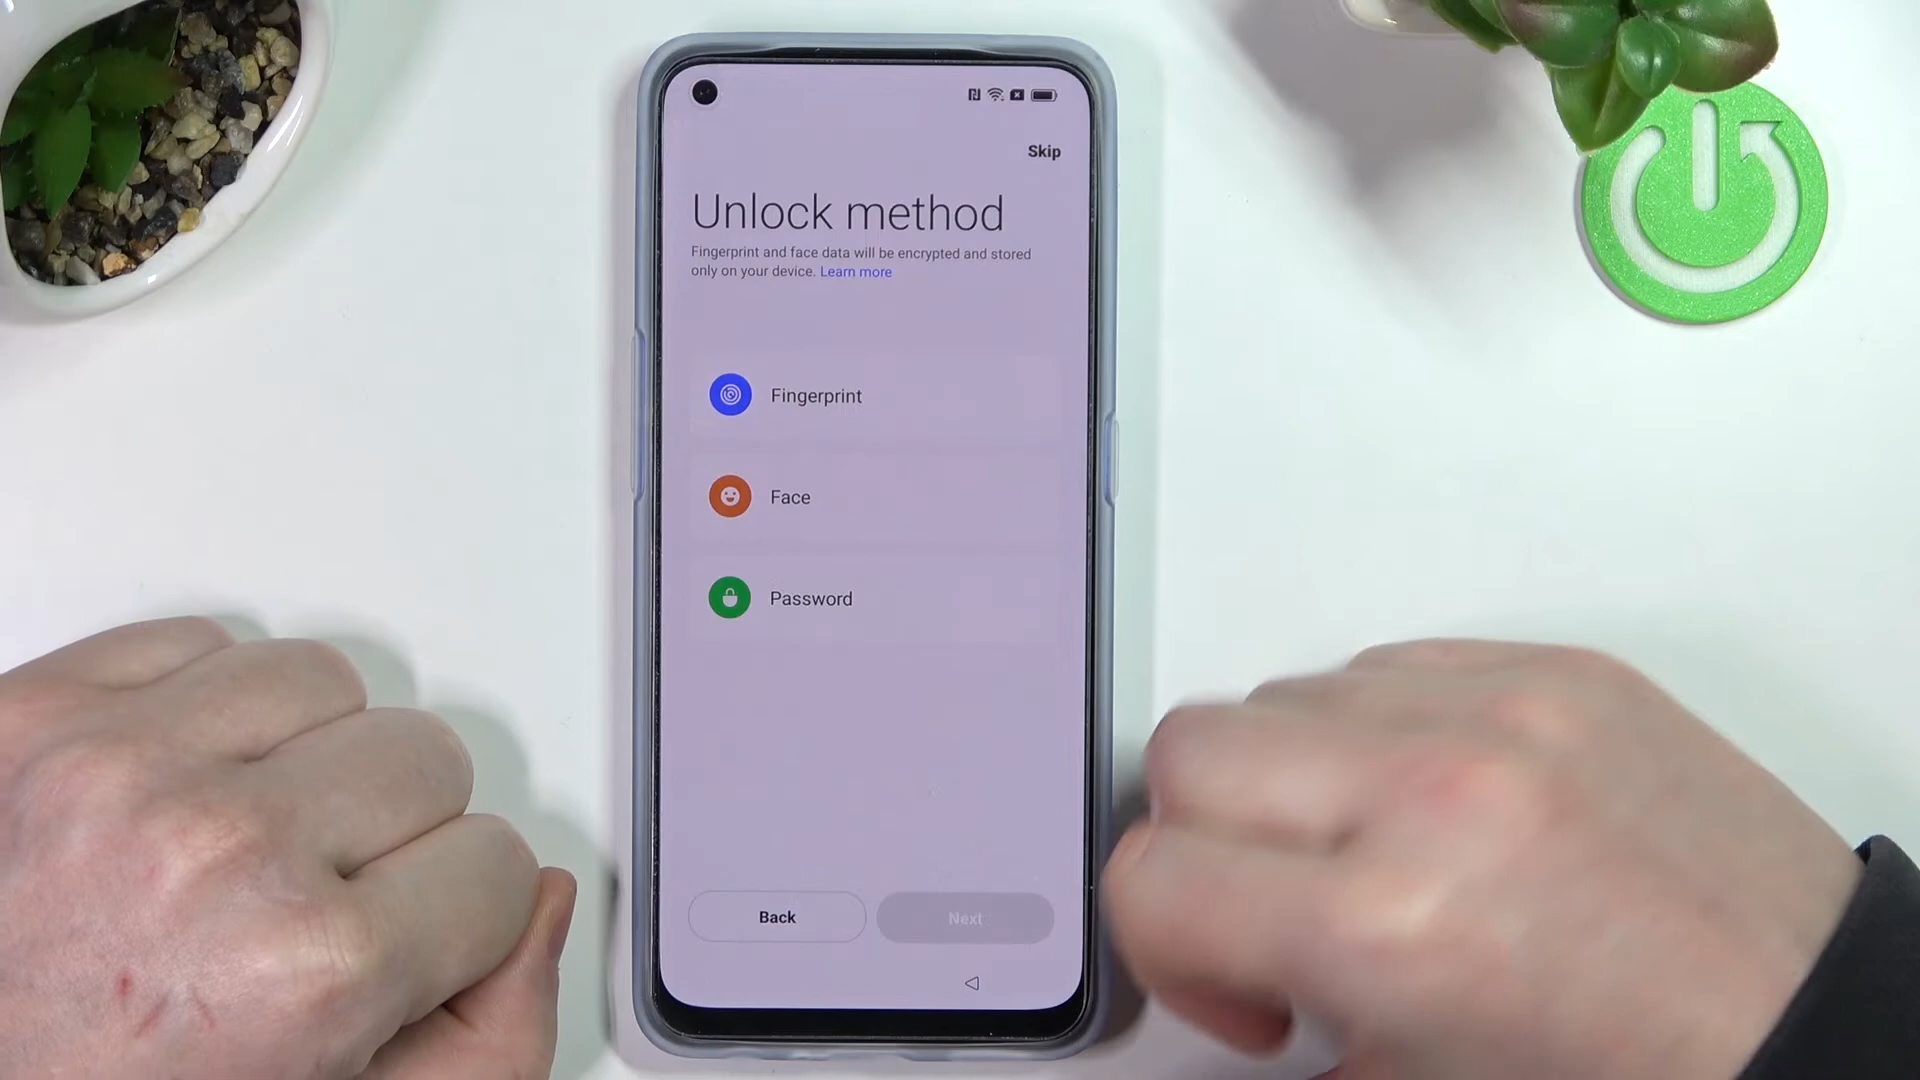 Skip
Unlock method
Fingerprint and face data will be encrypted and stored
only on your device. Learn more
Fingerprint
Face
Password
Back
Next